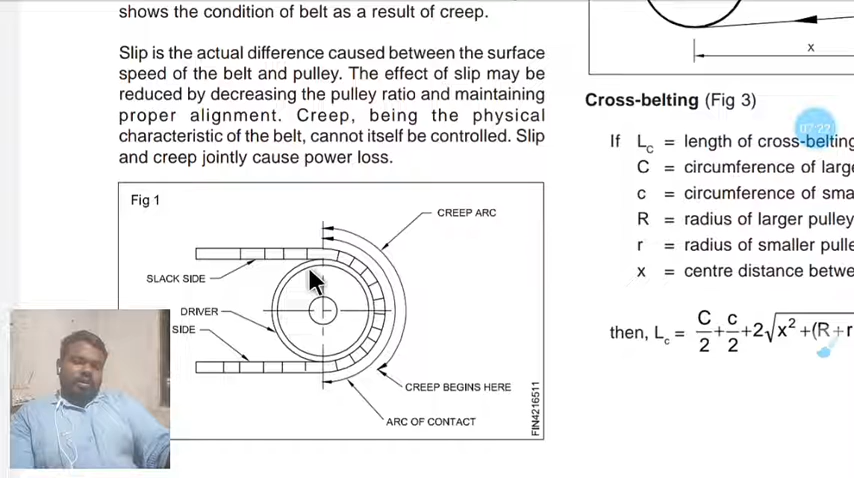 shows the condition of belt as a result of creep.
Slip is the actual difference caused between the surface
speed of the belt and pulley. The effect of slip may be
reduced by decreasing the pulley ratio and maintaining
proper alignment. Creep, being the physical
characteristic of the belt, cannot itself be controlled. Slip
and creep jointly cause power loss.
Fig 1
CREEP ARC
SLACK SIDE
DRIVER
SIDE
CREEP BEGINS HERE
ARC OF CONTACT
FIN4216511
x
Cross-belting (Fig 3)
07:22
If L_c = length of cross-belting
C = circumference of large
c = circumference of sma
R = radius of larger pulley
r = radius of smaller pulle
x = centre distance betwe
then, L_c = C/2 + c/2 + 2√x² + (R + r